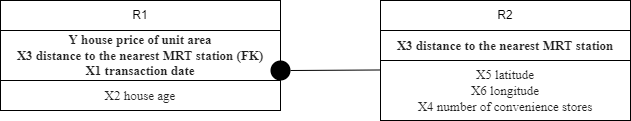 R1
Y house price of unit area
X3 distance to the nearest MRT station (FK)
X1 transaction date
X2 house age
R2
X3 distance to the nearest MRT station
X5 latitude
X6 longitude
X4 number of convenience stores